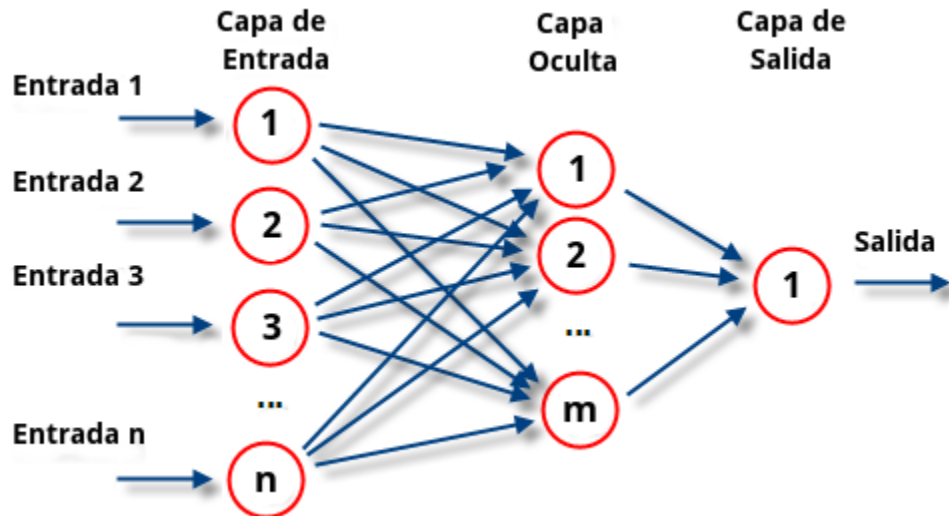 Capa de
Entrada
Capa
Oculta
Capa de
Salida
Entrada 1
1
Entrada 2
2
Entrada 3
3
...
Entrada n
n
1
2
...
m
1
Salida